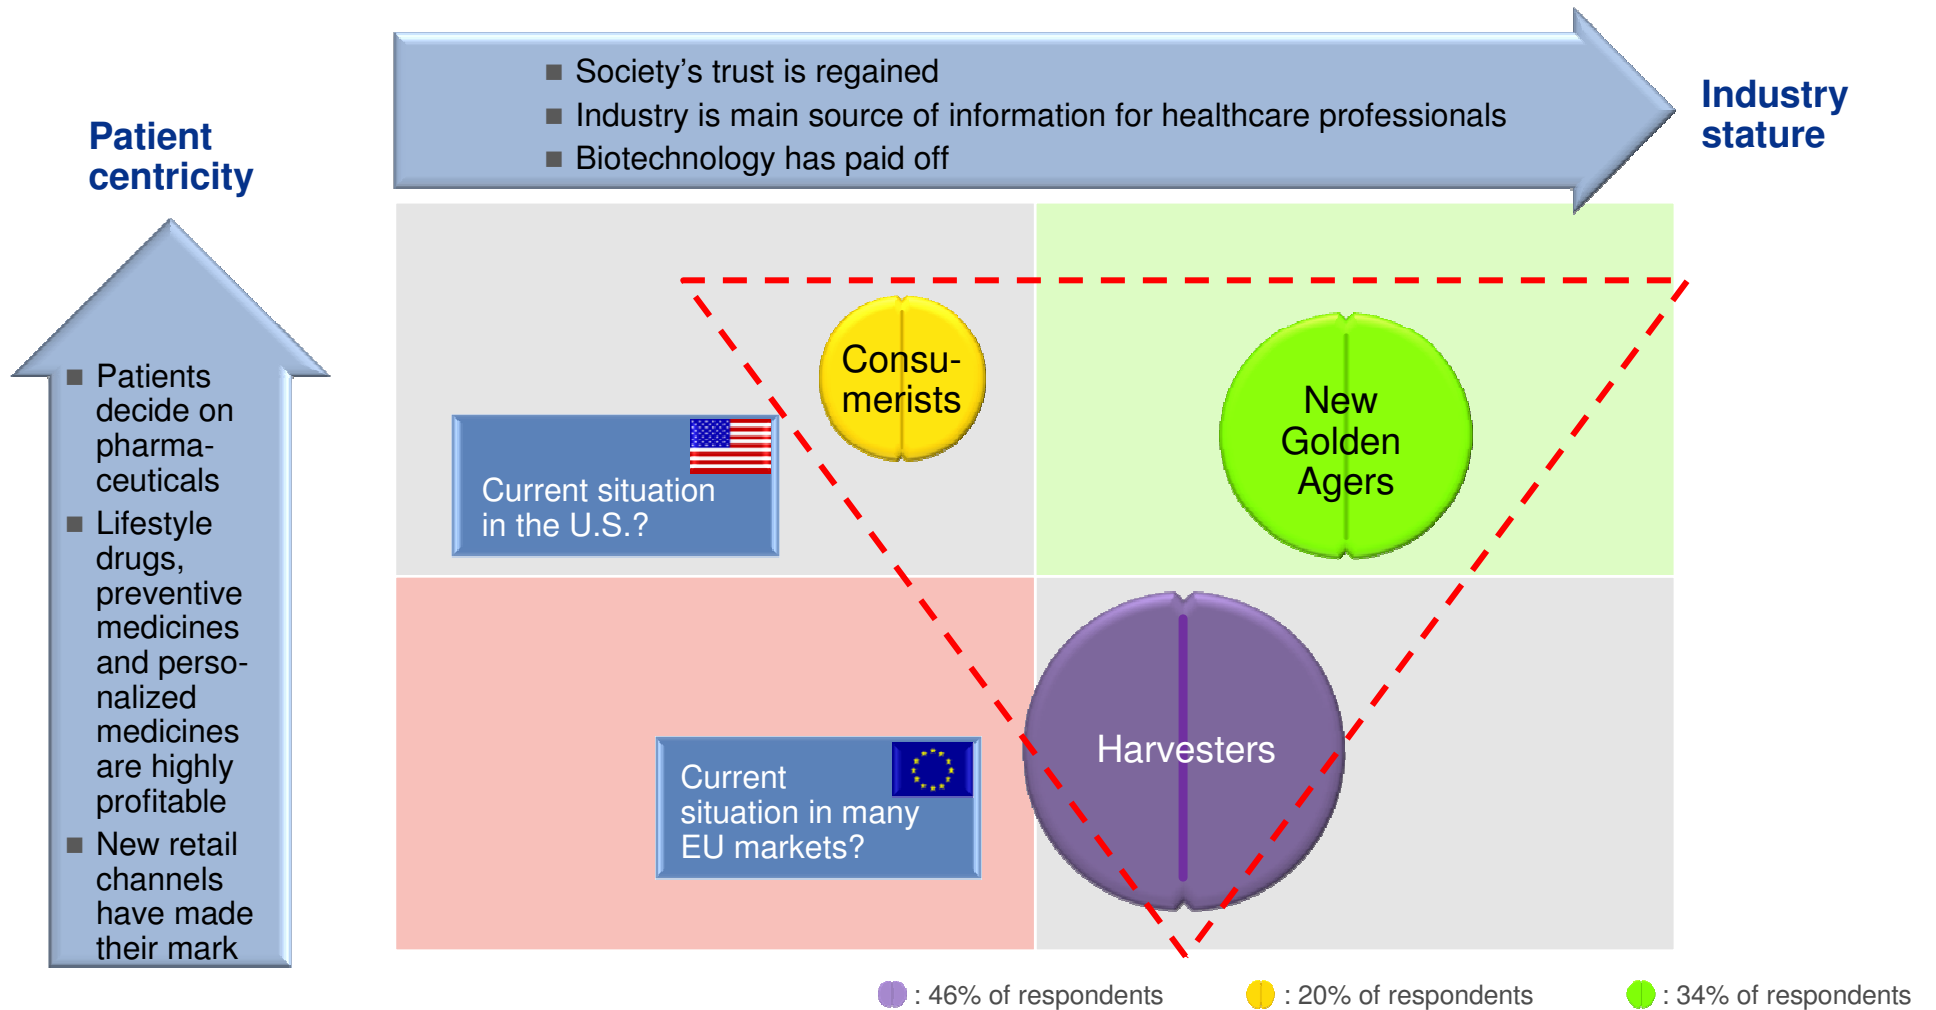 ■ Society’s trust is regained
■ Industry is main source of information for healthcare professionals
■ Biotechnology has paid off
Industry
stature
Patient
centricity
■ Patients
decide on
pharma-
ceuticals
■ Lifestyle
drugs,
preventive
medicines
and perso-
nalized
medicines
are highly
profitable
■ New retail
channels
have made
their mark
Consu-
merists
New
Golden
Agers
Current situation
in the U.S.?
Harvesters
Current
situation in many
EU markets?
: 46% of respondents
: 20% of respondents
: 34% of respondents